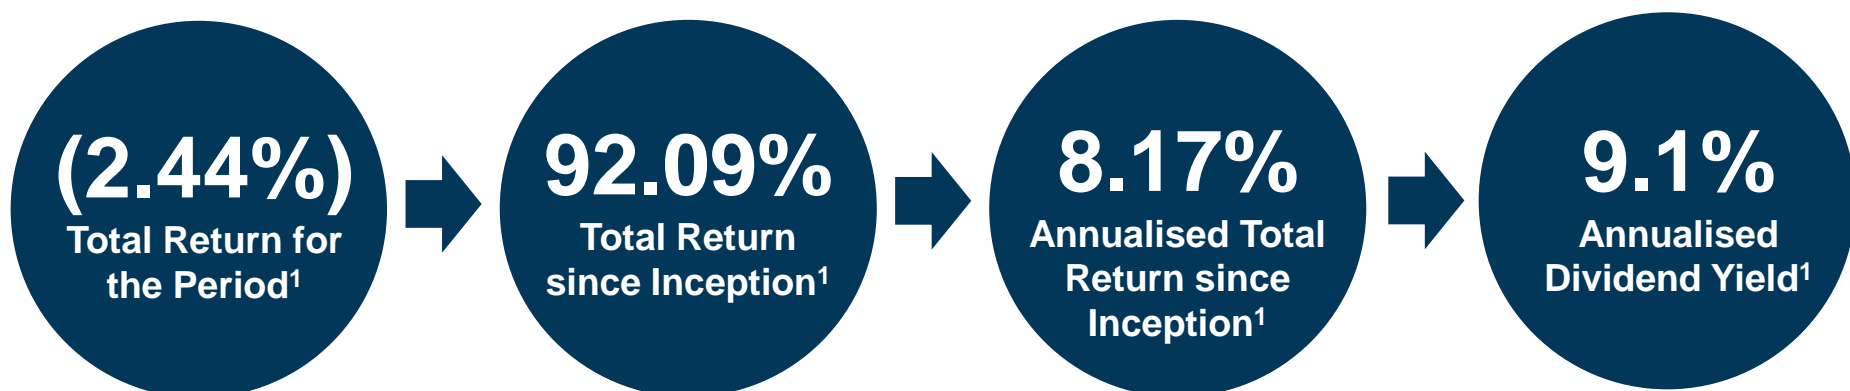 (2.44%)
Total Return for
the Period¹
92.09%
Total Return
since Inception¹
8.17%
Annualised Total
Return since
Inception¹
9.1%
Annualised
Dividend Yield¹